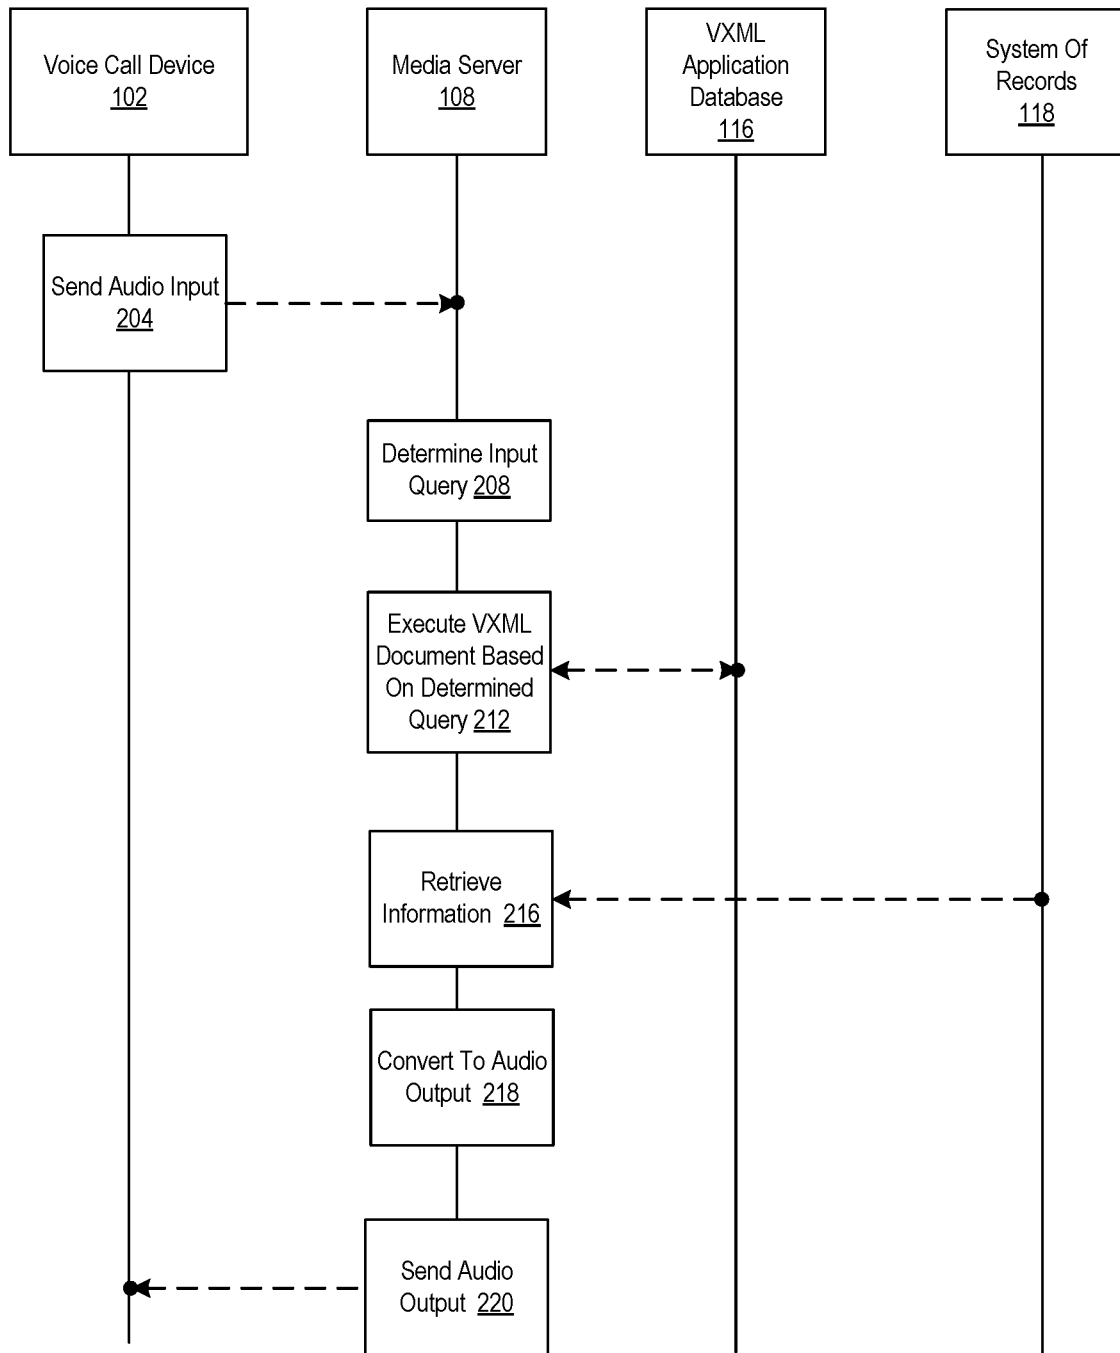 Voice Call Device
102
Media Server
108
VXML
Application
Database
116
System Of
Records
118
Send Audio Input
204
Determine Input
Query 208
Execute VXML
Document Based
On Determined
Query 212
Retrieve
Information 216
Convert To Audio
Output 218
Send Audio
Output 220